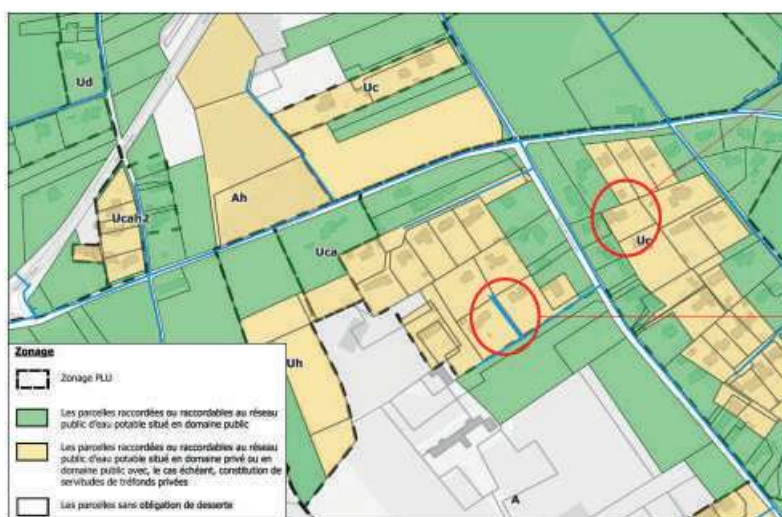 Ud
Uc
Ucah2
Ah
Uca
Uc
Uh
A
Zonage
Zonage PLU
Les parcelles raccordées ou raccordables au réseau
public d'eau potable situé en domaine public
Les parcelles raccordées ou raccordables au réseau
public d'eau potable situé en domaine privé ou en
domaine public avec, le cas échéant, constitution de
servitudes de tréfonds privées
Les parcelles sans obligation de desserte